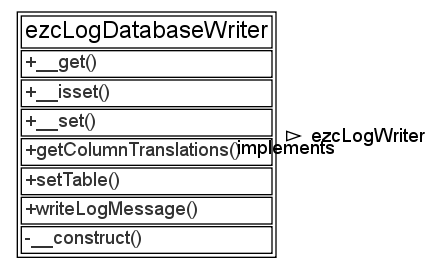 ezcLogDatabaseWriter
+__get()
+__isset()
+__set()
+getColumnTranslations()
implements
ezcLogWriter
+setTable()
+writeLogMessage()
-__construct()